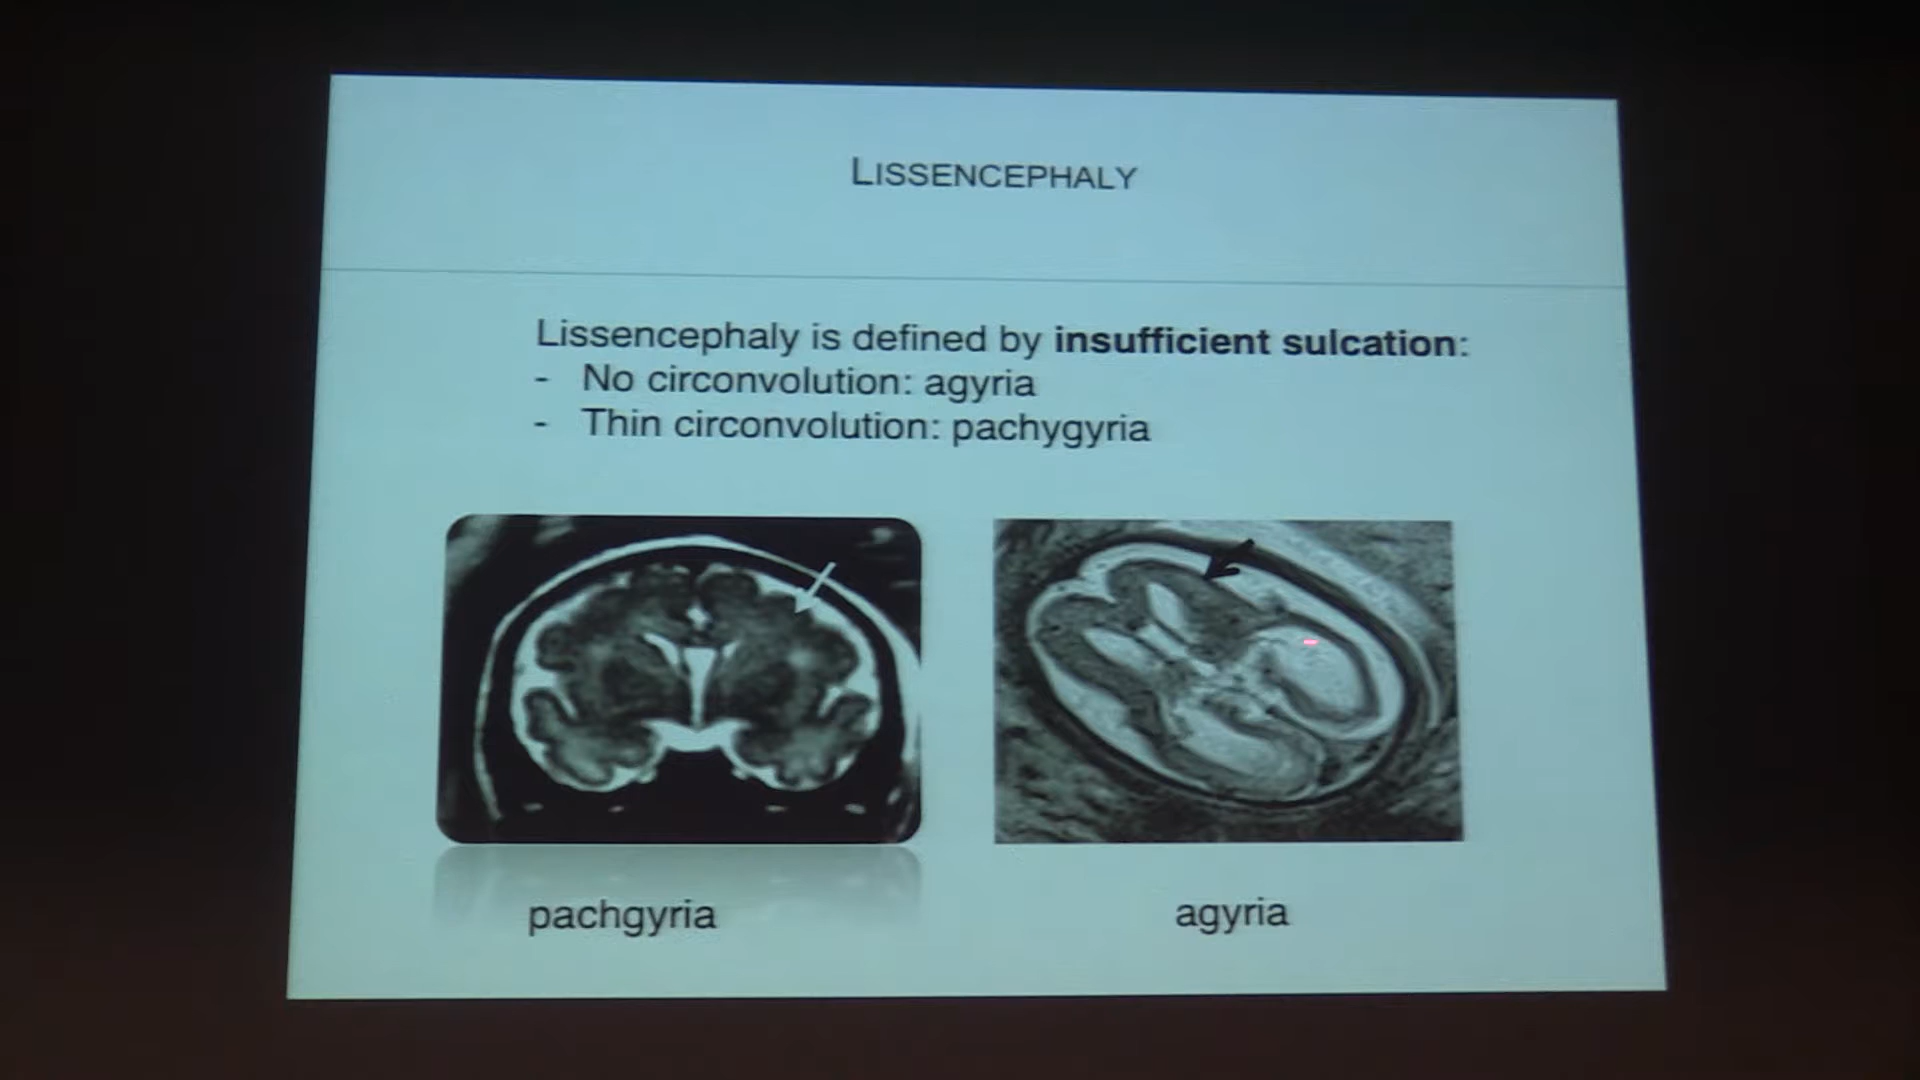 LISSENCEPHALY
Lissencephaly is defined by insufficient sulcation:
- No circonvolution: agyria
- Thin circonvolution: pachygyria
pachgyria
agyria